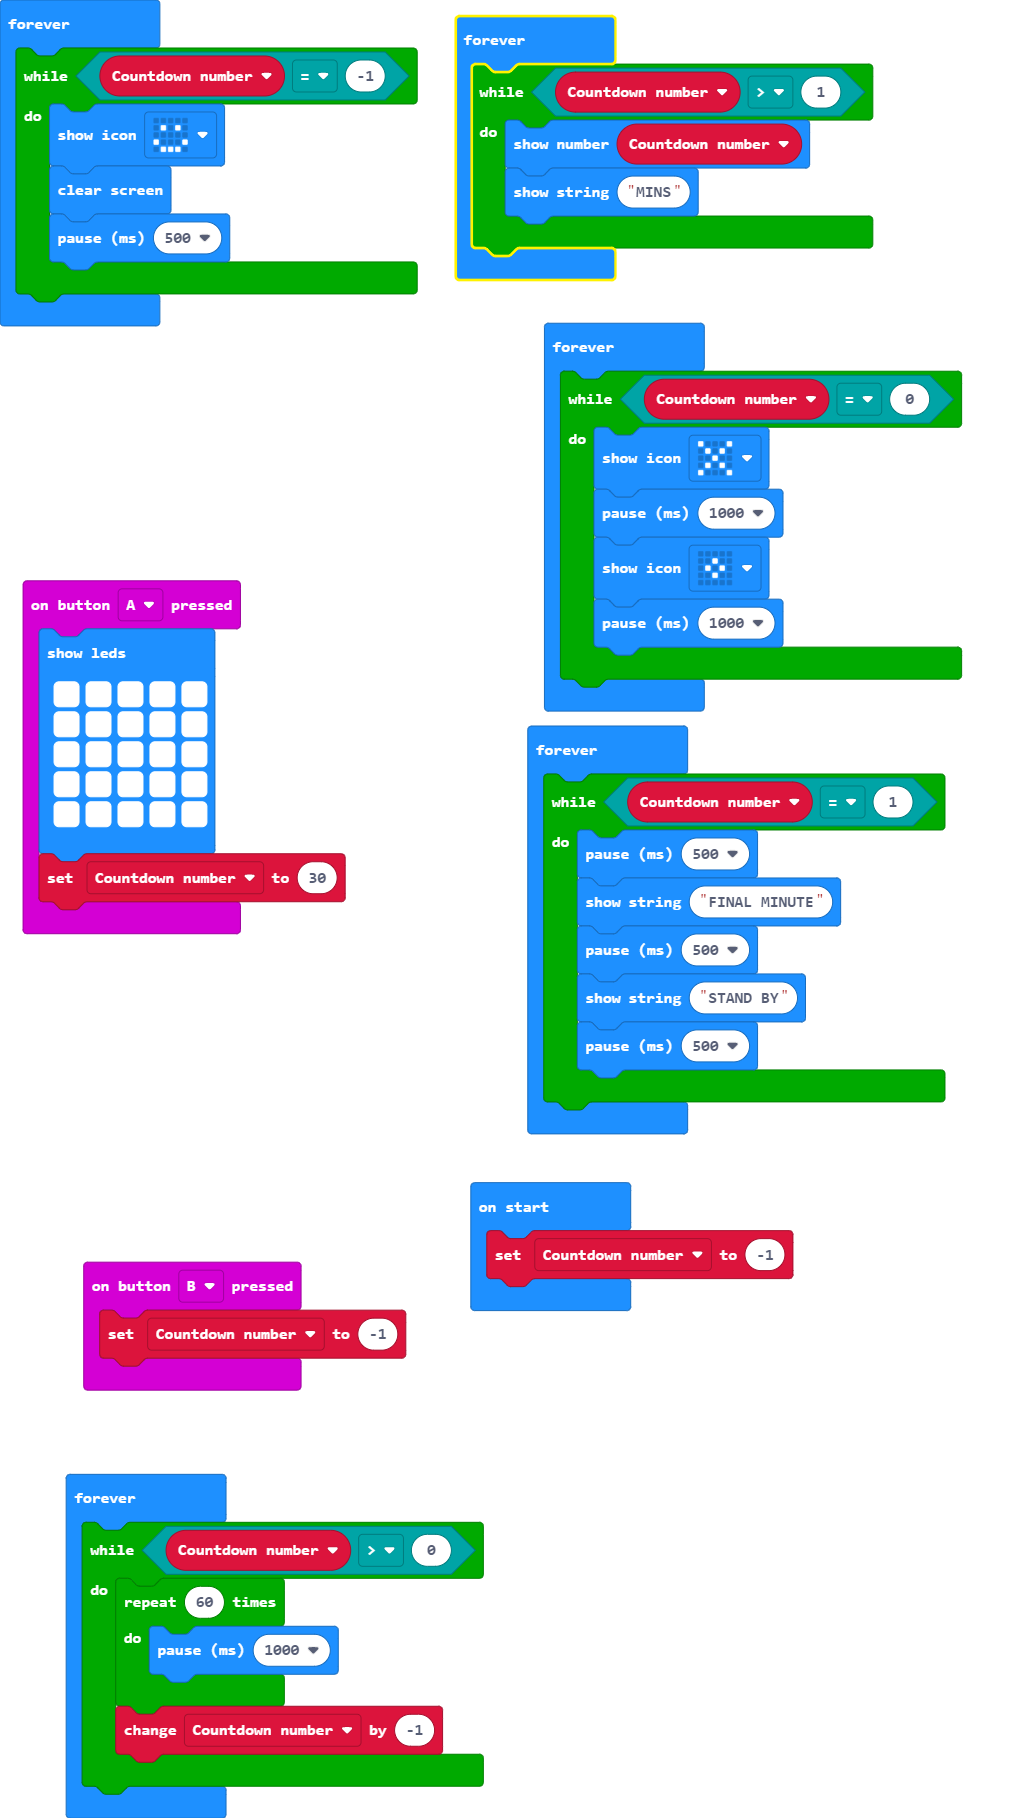 forever
while Countdown number = -1
do
show icon
clear screen
pause (ms) 500
forever
while Countdown number > 1
do
show number Countdown number
show string "MINS"
forever
while Countdown number = 0
do
show icon
pause (ms) 1000
show icon
pause (ms) 1000
on button A pressed
show leds
set Countdown number to 30
forever
while Countdown number = 1
do
pause (ms) 500
show string "FINAL MINUTE"
pause (ms) 500
show string "STAND BY"
pause (ms) 500
on start
set Countdown number to -1
on button B pressed
set Countdown number to -1
forever
while Countdown number > 0
do
repeat 60 times
do
pause (ms) 1000
change Countdown number by -1